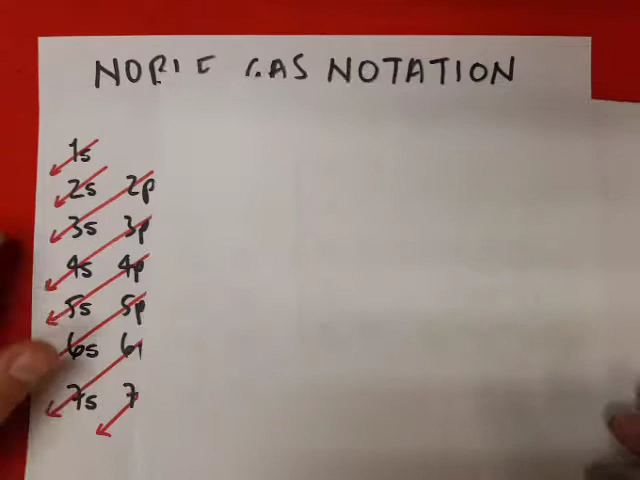 NOBLE GAS NOTATION
1s
2s 2p
3s 3p
4s 4p
5s 5p
6s
7s